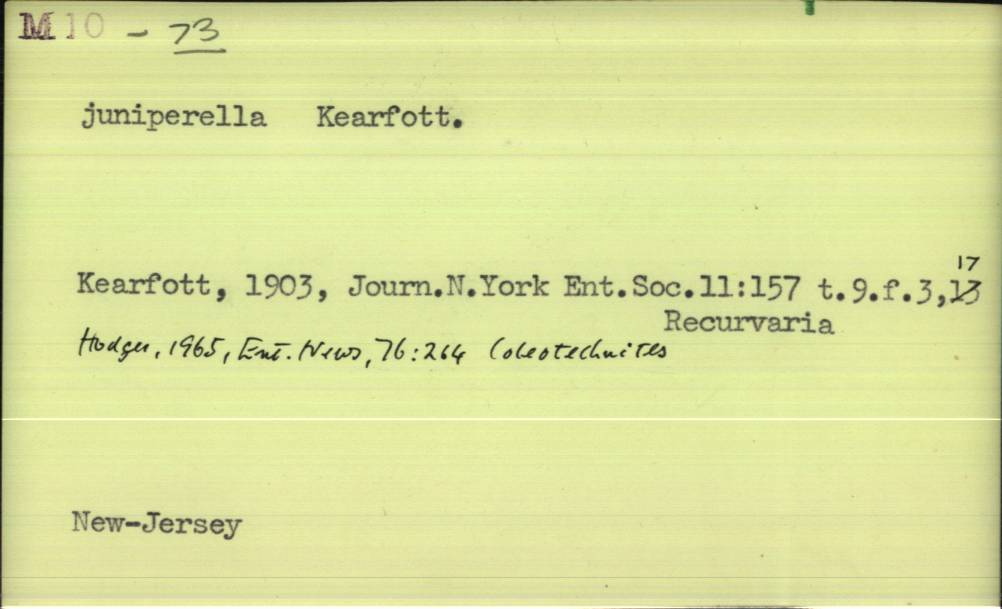 M10 - 73
juniperella Kearfott.
17
Kearfott, 1903, Journ.N.York Ent.Soc.11:157 t.9.f.3,13
Recurvaria
Hodges, 1965, Ent. News, 76:264 Coleotechnites
New-Jersey